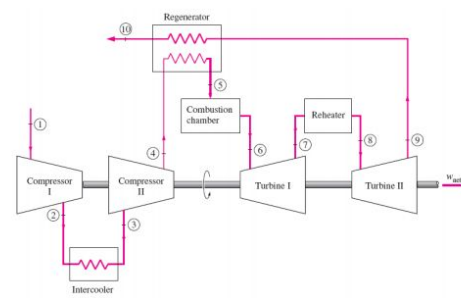 Regenerator
10
5
Combustion
chamber
Reheater
1
4
6
7
8
9
Compressor
I
Compressor
II
Turbine I
Turbine II
wnet
2
3
Intercooler